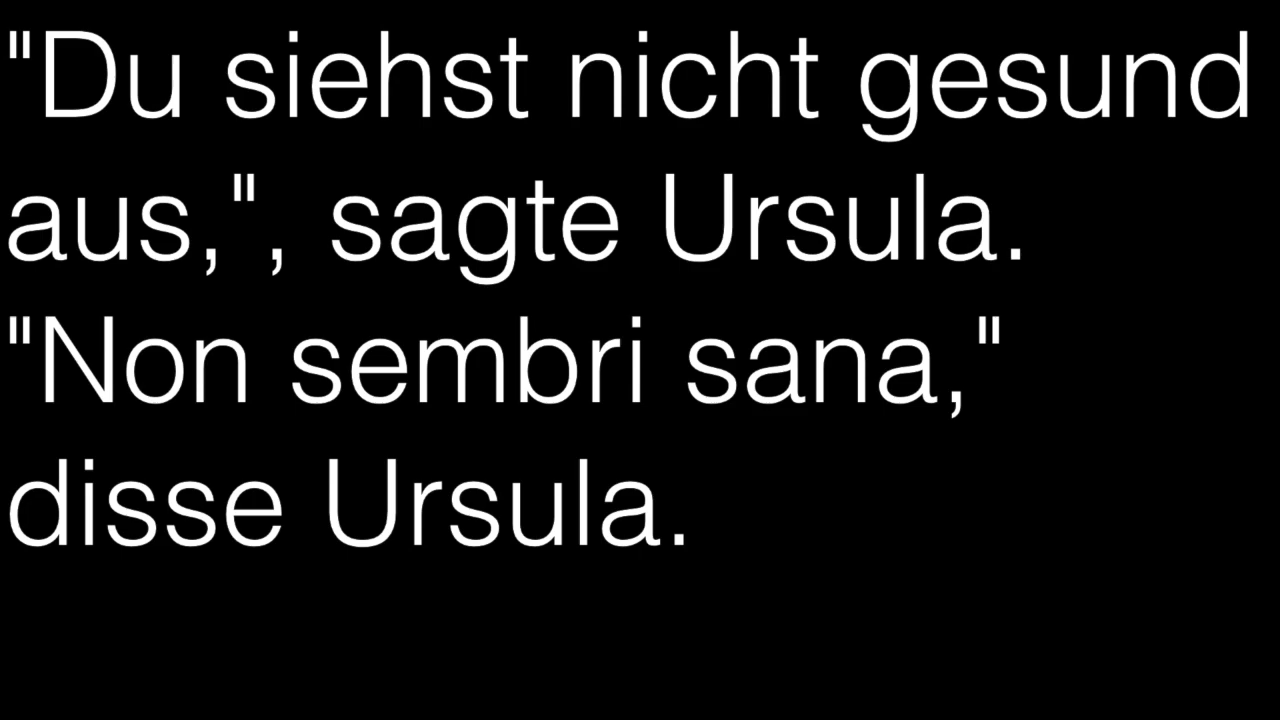 "Du siehst nicht gesund
aus,", sagte Ursula.
"Non sembri sana,"
disse Ursula.